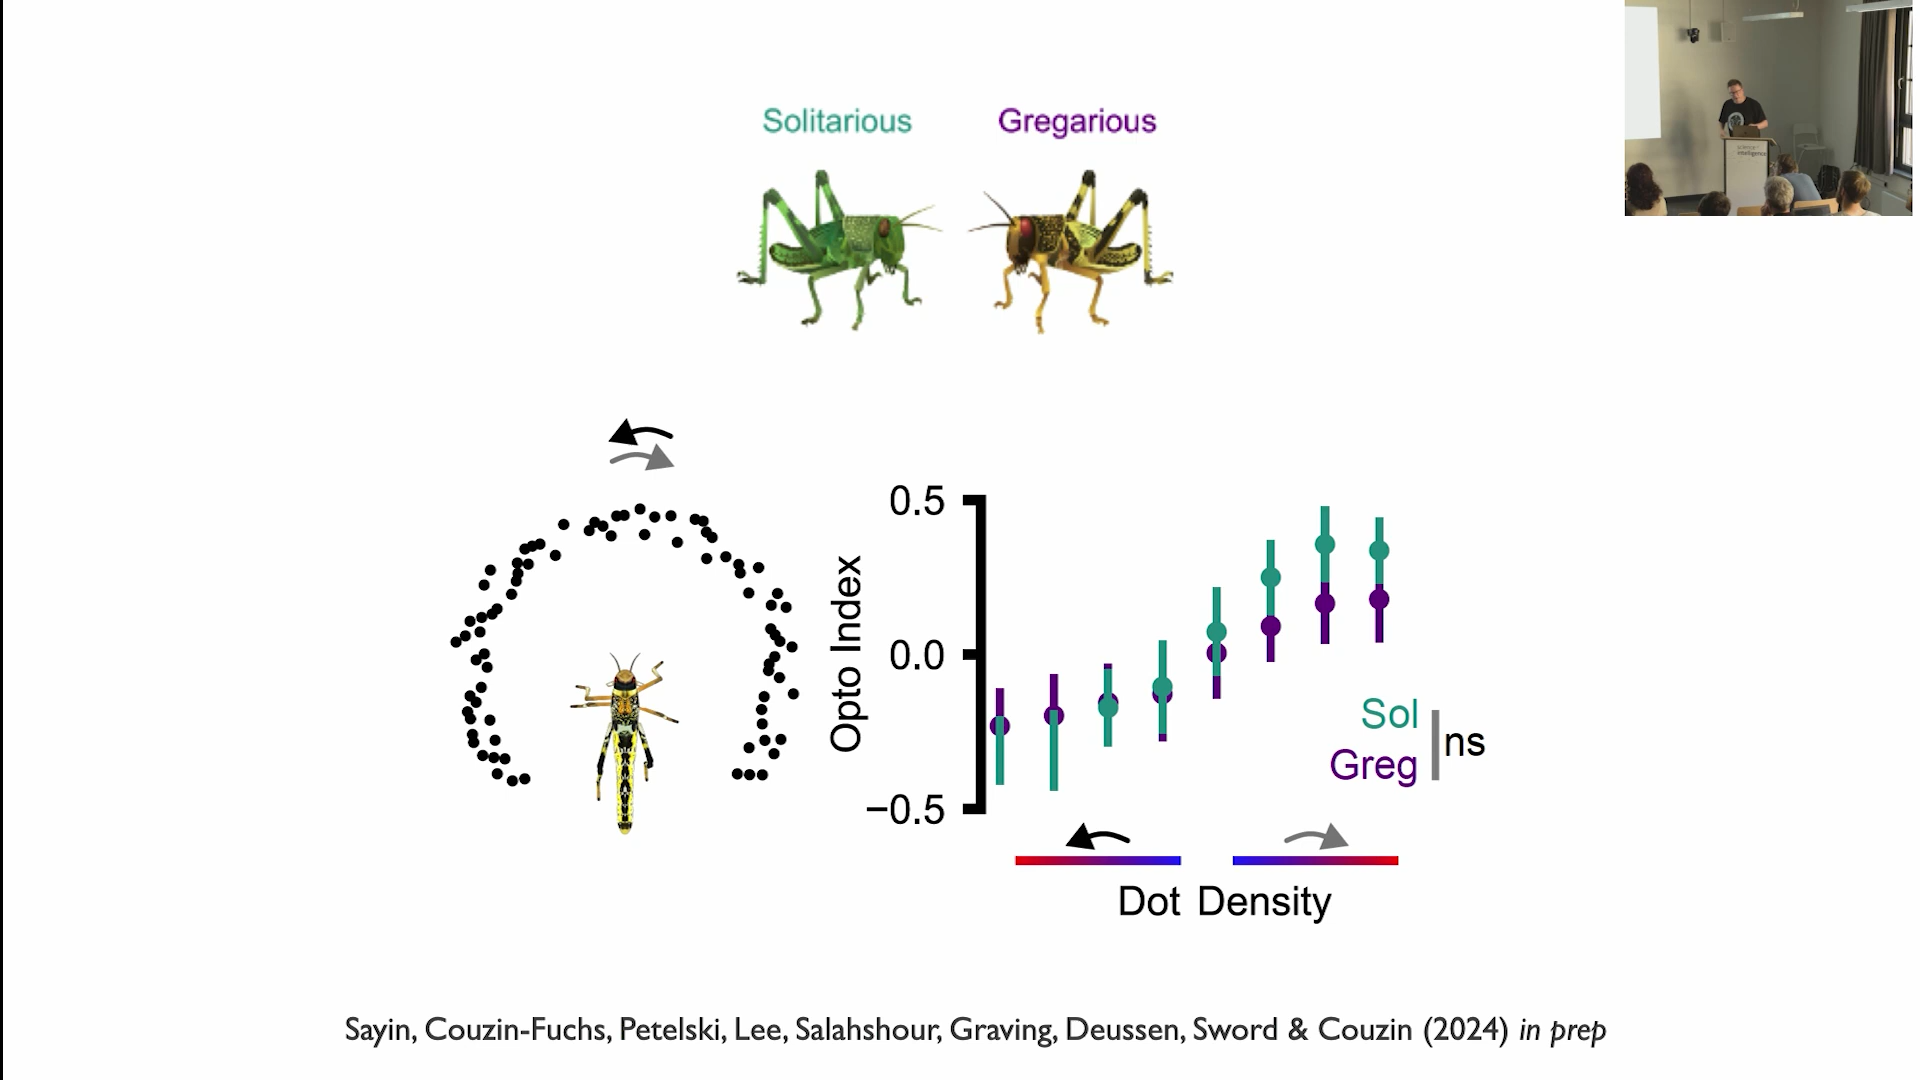 Solitarious
Gregarious
Opto Index
0.5
0.0
−0.5
Sol
Greg
ns
Dot Density
Sayin, Couzin-Fuchs, Petelski, Lee, Salahshour, Graving, Deussen, Sword & Couzin (2024) in prep
intelligence